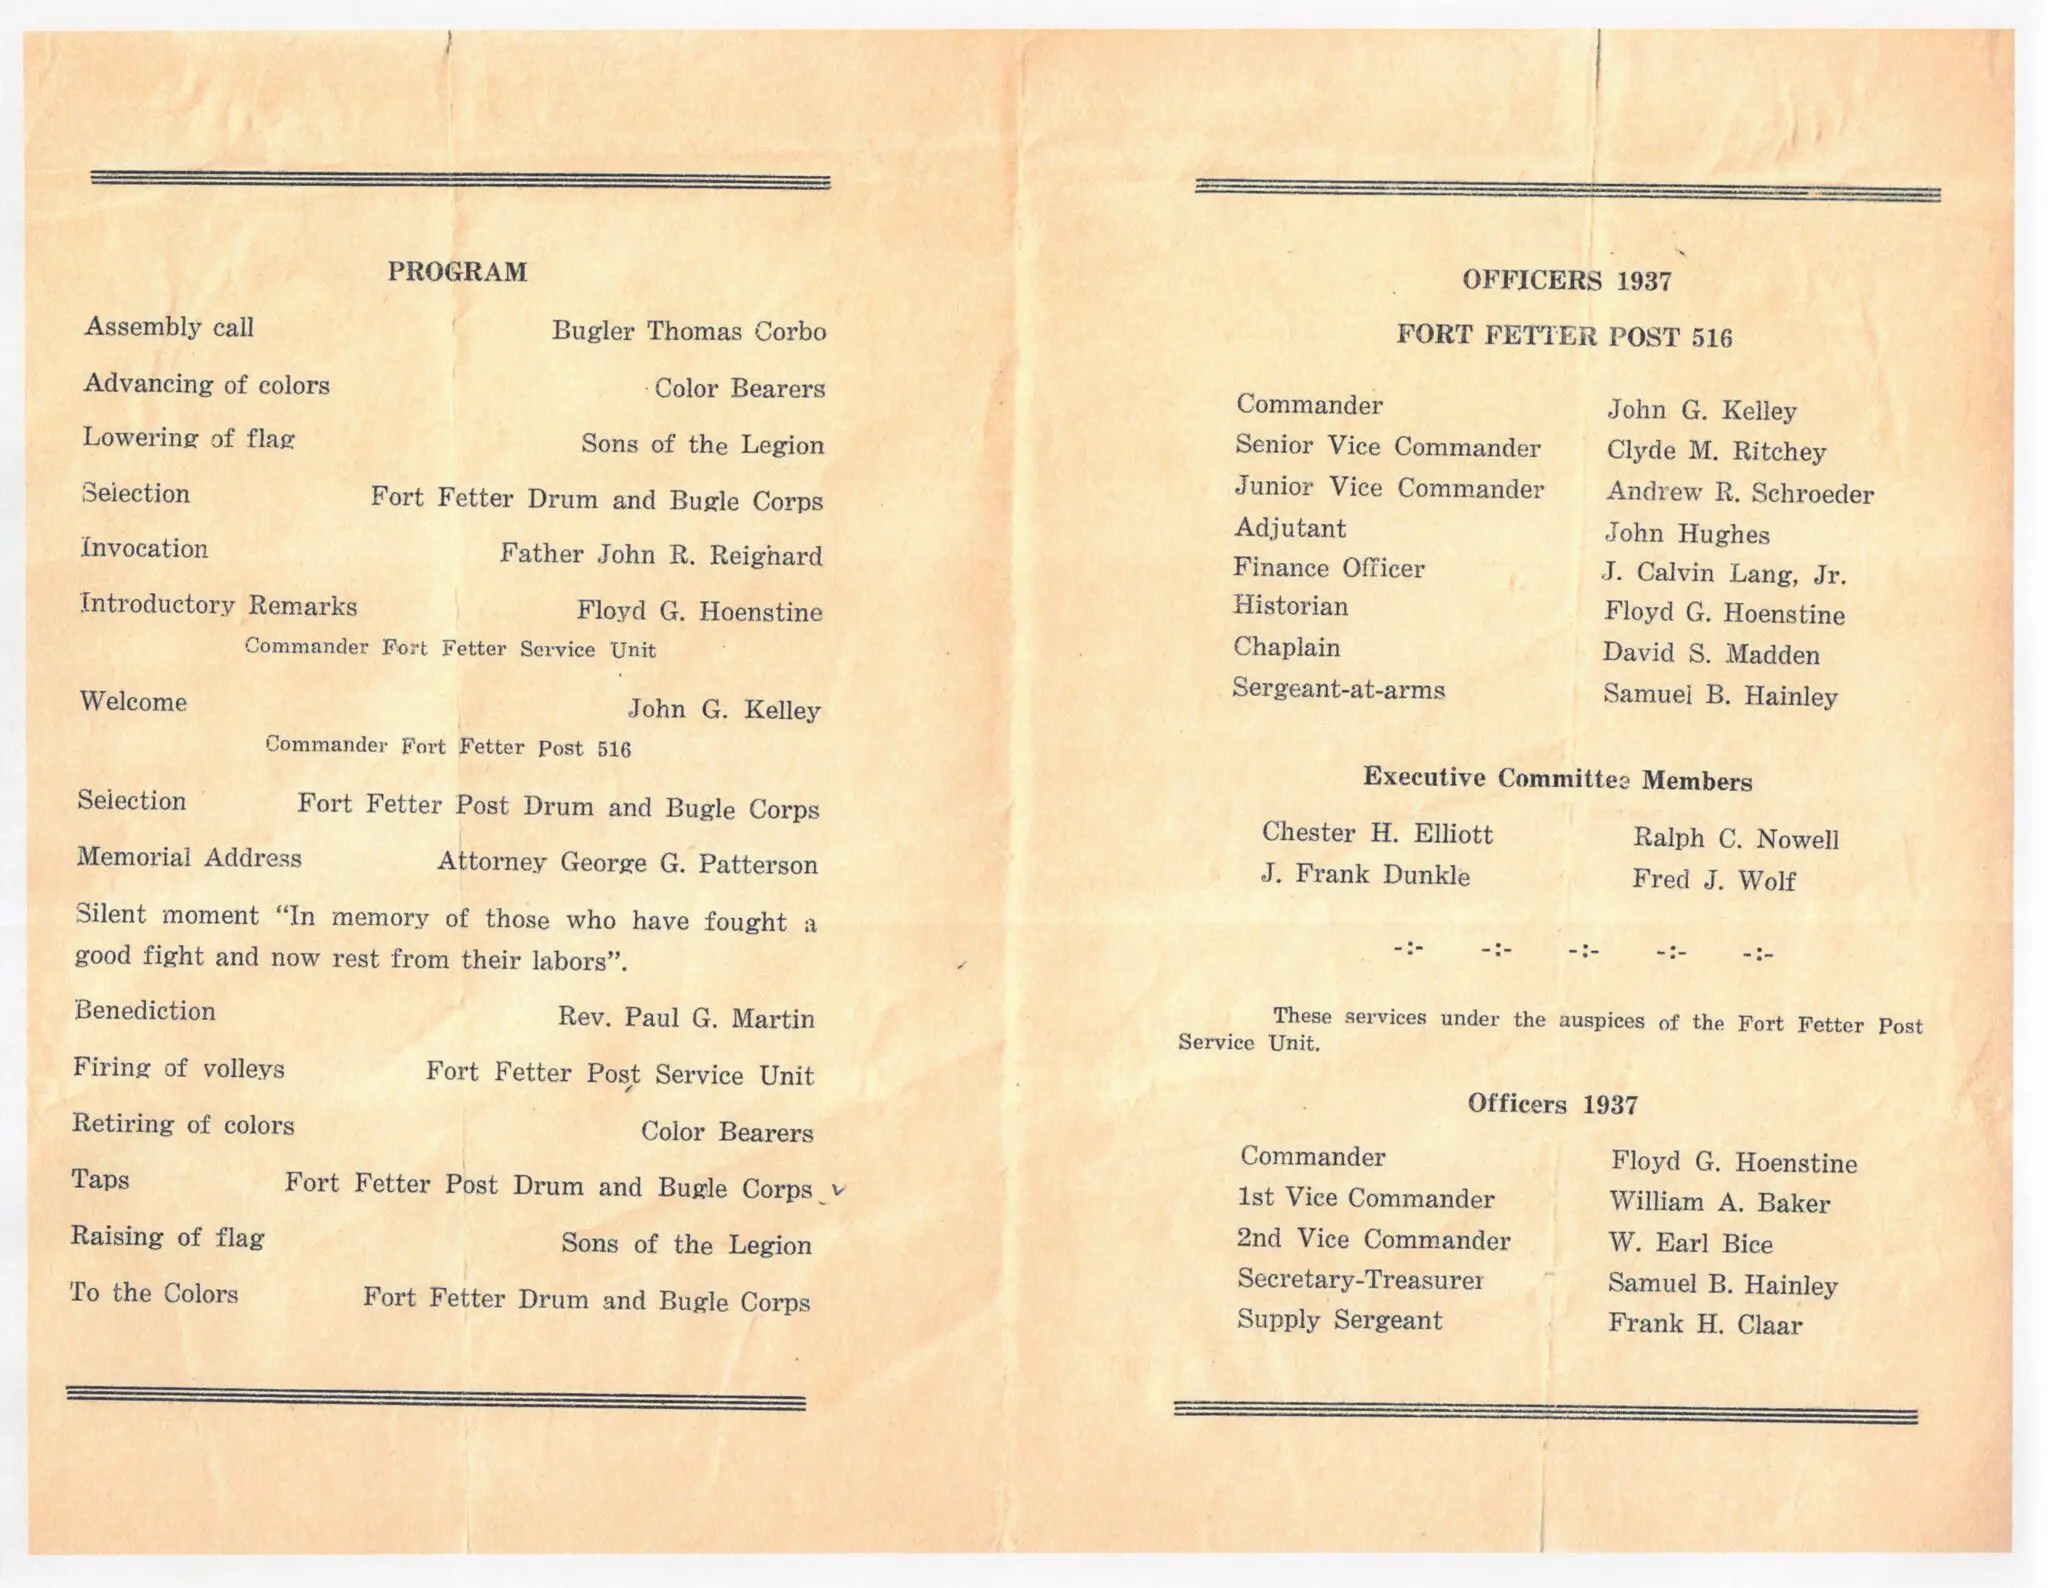 PROGRAM
Assembly call Bugler Thomas Corbo
Advancing of colors Color Bearers
Lowering of flag Sons of the Legion
Selection Fort Fetter Drum and Bugle Corps
Invocation Father John R. Reighard
Introductory Remarks Floyd G. Hoenstine
Commander Fort Fetter Service Unit
Welcome John G. Kelley
Commander Fort Fetter Post 516
Selection Fort Fetter Post Drum and Bugle Corps
Memorial Address Attorney George G. Patterson
Silent moment “In memory of those who have fought a
good fight and now rest from their labors”.
Benediction Rev. Paul G. Martin
Firing of volleys Fort Fetter Post Service Unit
Retiring of colors Color Bearers
Taps Fort Fetter Post Drum and Bugle Corps
Raising of flag Sons of the Legion
To the Colors Fort Fetter Drum and Bugle Corps
OFFICERS 1937
FORT FETTER POST 516
Commander John G. Kelley
Senior Vice Commander Clyde M. Ritchey
Junior Vice Commander Andrew R. Schroeder
Adjutant John Hughes
Finance Officer J. Calvin Lang, Jr.
Historian Floyd G. Hoenstine
Chaplain David S. Madden
Sergeant-at-arms Samuel B. Hainley
Executive Committee Members
Chester H. Elliott Ralph C. Nowell
J. Frank Dunkle Fred J. Wolf
-:- -:- -:- -:- -:-
These services under the auspices of the Fort Fetter Post
Service Unit.
Officers 1937
Commander Floyd G. Hoenstine
1st Vice Commander William A. Baker
2nd Vice Commander W. Earl Bice
Secretary-Treasurer Samuel B. Hainley
Supply Sergeant Frank H. Claar